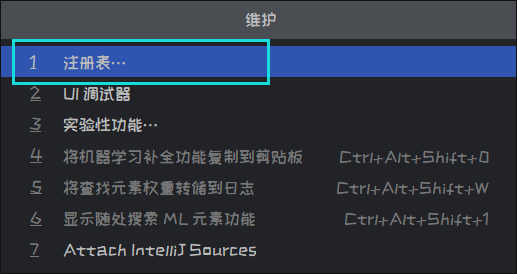 维护
1 注册表…
2 UI 调试器
3 实验性功能…
4 将机器学习补全功能复制到剪贴板 Ctrl+Alt+Shift+O
5 将查找元素权重转储到日志 Ctrl+Alt+Shift+W
6 显示随处搜索 ML 元素功能 Ctrl+Alt+Shift+1
7 Attach IntelliJ Sources